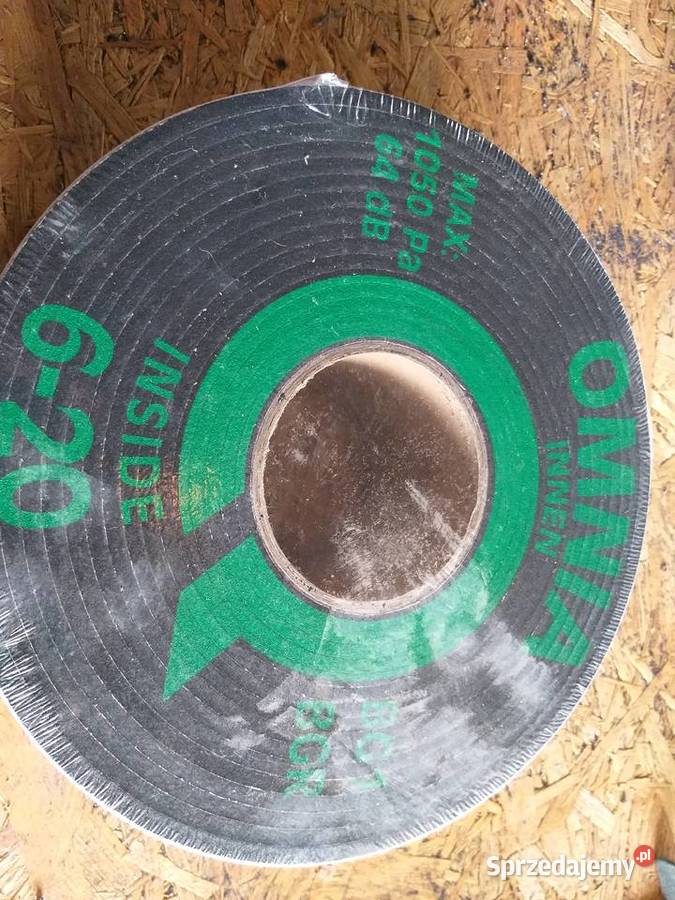 OMNIA
INNEN
MAX:
1050 Pa
64 dB
INSIDE
6-20
BG1
BGR
Sprzedajemy.pl